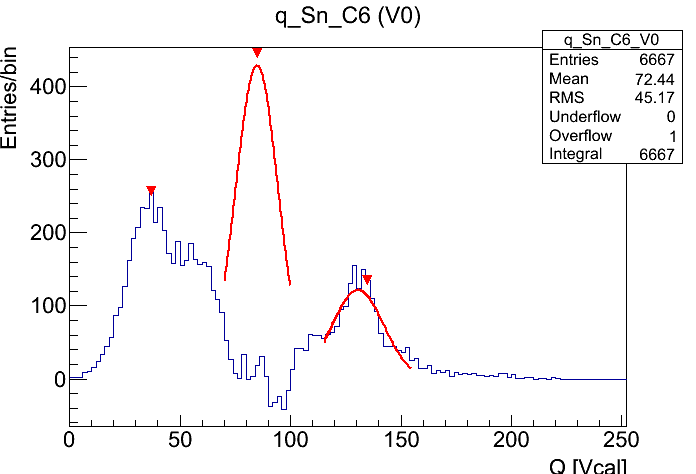 q_Sn_C6 (V0)
q_Sn_C6_V0
Entries 6667
Mean 72.44
RMS 45.17
Underflow 0
Overflow 1
Integral 6667
Entries/bin
400
300
200
100
0
0 50 100 150 200 250
Q [Vcal]